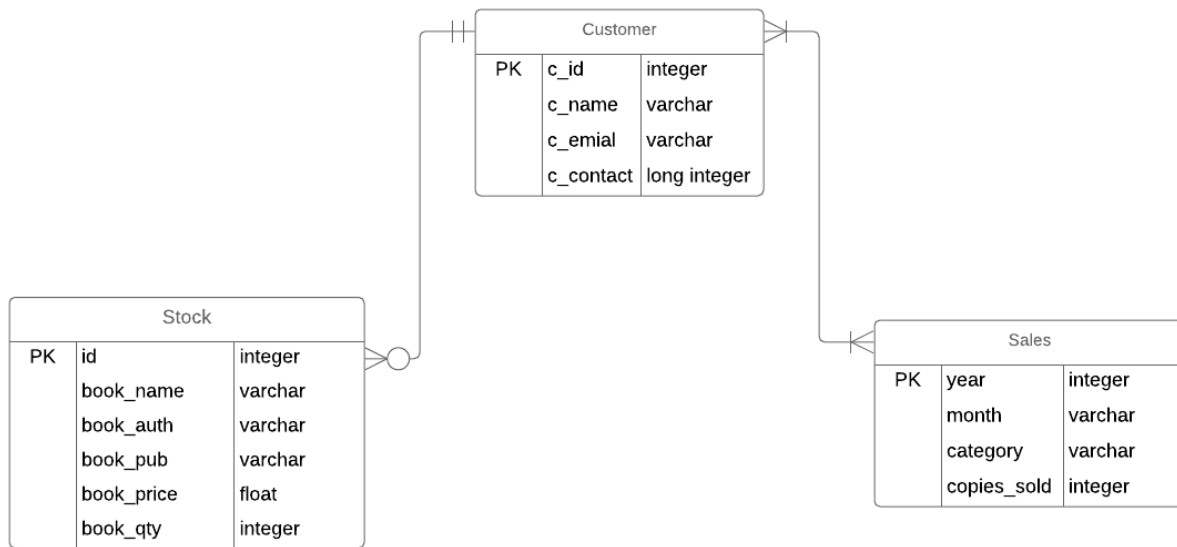 Customer
PK c_id integer
c_name varchar
c_emial varchar
c_contact long integer
Stock
PK id integer
book_name varchar
book_auth varchar
book_pub varchar
book_price float
book_qty integer
Sales
PK year integer
month varchar
category varchar
copies_sold integer